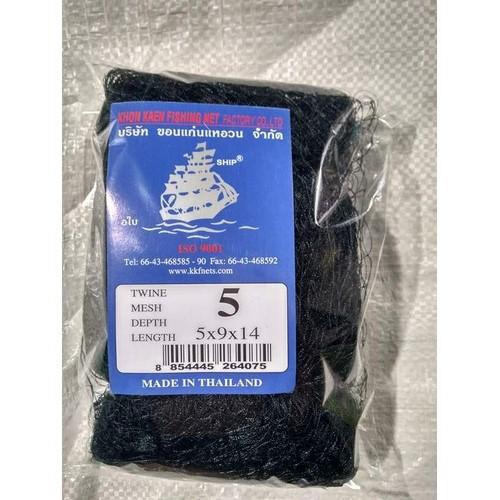 KHON KAEN FISHING NET FACTORY CO.,LTD
บริษัท ขอนแก่นแหอวน จำกัด
SHIP®
ISO 9001
Tel: 66-43-468585 - 90 Fax: 66-43-468592
www.kkfnets.com
TWINE
MESH 5
DEPTH
LENGTH 5x9x14
8 854445 264075
MADE IN THAILAND